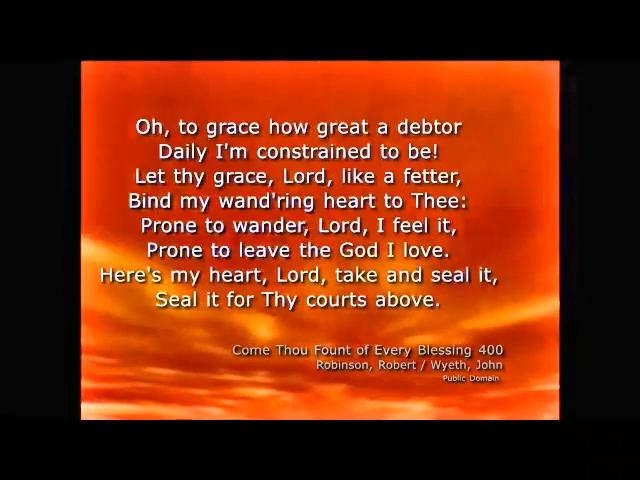 Oh, to grace how great a debtor
Daily I'm constrained to be!
Let thy grace, Lord, like a fetter,
Bind my wand'ring heart to Thee:
Prone to wander, Lord, I feel it,
Prone to leave the God I love.
Here's my heart, Lord, take and seal it,
Seal it for Thy courts above.
Come Thou Fount of Every Blessing 400
Robinson, Robert / Wyeth, John
Public Domain